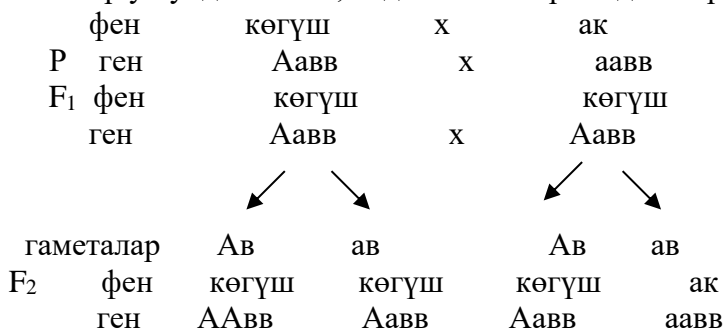 фен көгүш х ак
Р ген Аавв х аавв
F1 фен көгүш көгүш
ген Аавв х Аавв
гаметалар Ав ав Ав ав
F2 фен көгүш көгүш көгүш ак
ген ААвв Аавв Аавв аавв